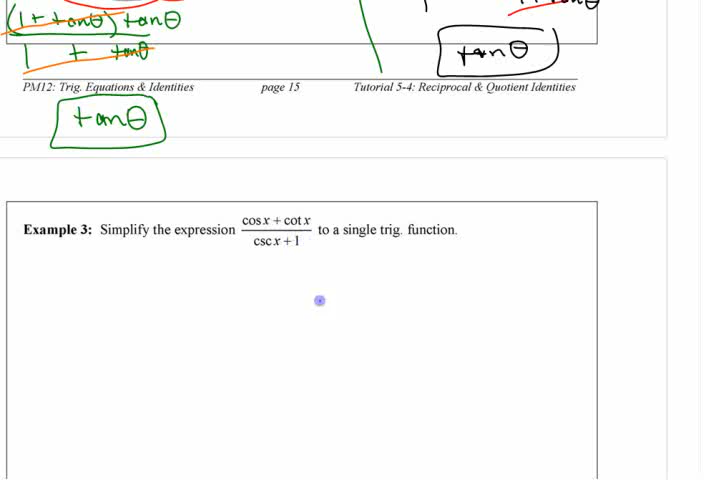 (1 + tanθ) tanθ
1 + tanθ
tanθ
PM12: Trig. Equations & Identities page 15 Tutorial 5-4: Reciprocal & Quotient Identities
tanθ
Example 3: Simplify the expression cos x + cot x / csc x + 1 to a single trig. function.